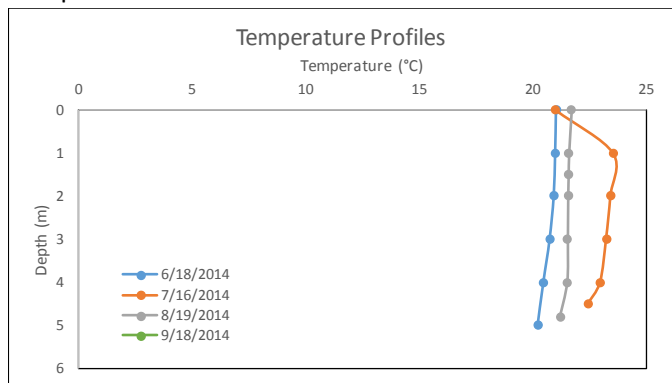 Temperature Profiles
Temperature (°C)
0 5 10 15 20 25
0
1
2
3
4
5
6
Depth (m)
6/18/2014
7/16/2014
8/19/2014
9/18/2014